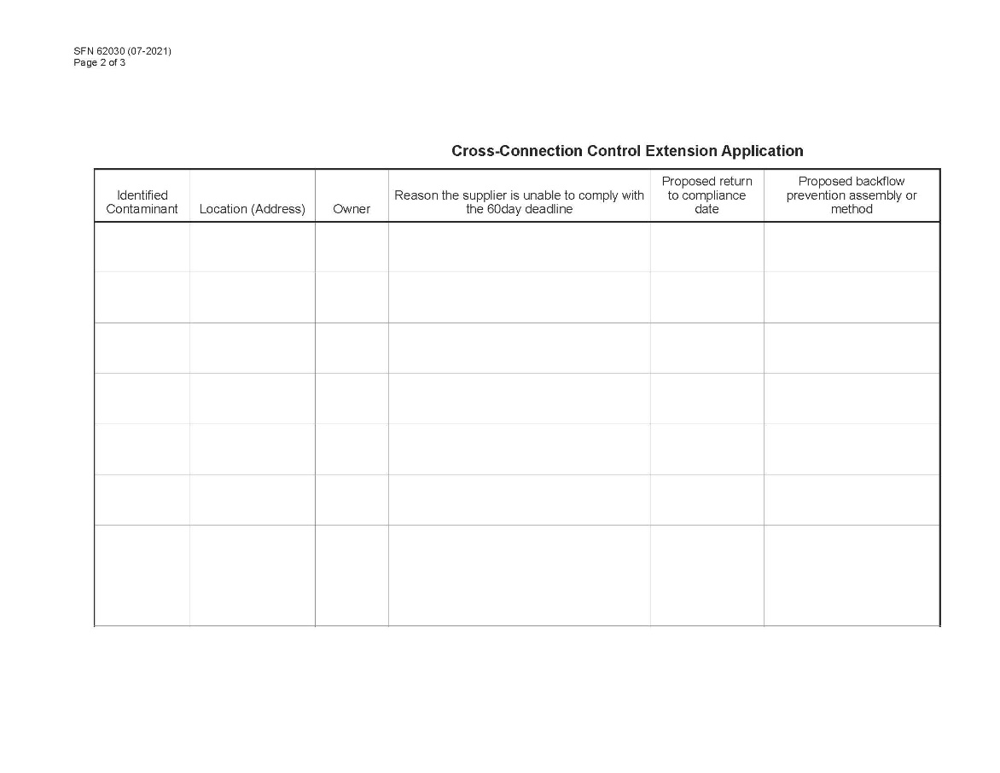 SFN 62030 (07-2021)
Page 2 of 3
Cross-Connection Control Extension Application
Identified
Contaminant
Location (Address)
Owner
Reason the supplier is unable to comply with
the 60day deadline
Proposed return
to compliance
date
Proposed backflow
prevention assembly or
method